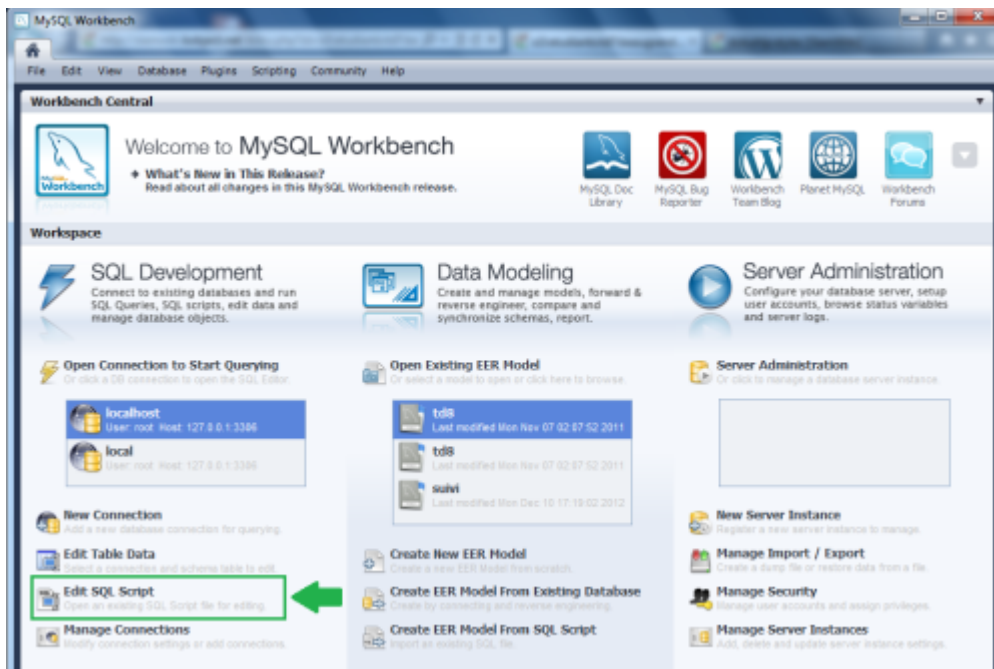 MySQL Workbench
File Edit View Database Plugins Scripting Community Help
Workbench Central
Welcome to MySQL Workbench
What's New in This Release?
Read about all changes in this MySQL Workbench release.
MySQL Workbench
MySQL Doc Library
MySQL Bug Reporter
Workbench Team Blog
Planet MySQL
Workbench Forums
Workspace
SQL Development
Connect to existing databases and run
SQL Queries, SQL scripts, edit data and
manage database objects.
Open Connection to Start Querying
Or click a DB connection to open the SQL Editor.
localhost
User: root Host: 127.0.0.1:3306
local
User: root Host: 127.0.0.1:3306
New Connection
Add a new database connection for querying.
Edit Table Data
Select a connection and schema table to edit.
Edit SQL Script
Open an existing SQL Script file for editing.
Manage Connections
Modify connection settings or add connections.
Data Modeling
Create and manage models, forward &
reverse engineer, compare and
synchronize schemas, report.
Open Existing EER Model
Or select a model to open or click here to browse.
td8
Last modified Mon Nov 07 02:07:52 2011
td8
Last modified Mon Nov 07 02:07:52 2011
suivi
Last modified Mon Dec 10 17:19:02 2012
Create New EER Model
Create a new EER Model from scratch.
Create EER Model From Existing Database
Create by connecting and reverse engineering.
Create EER Model From SQL Script
Import an existing SQL file.
Server Administration
Configure your database server, setup
user accounts, browse status variables
and server logs.
Server Administration
Or click to manage a database server instance.
New Server Instance
Register a new server instance to manage.
Manage Import / Export
Create a dump file or restore data from a file.
Manage Security
Manage user accounts and assign privileges.
Manage Server Instances
Add, delete and update server instance settings.